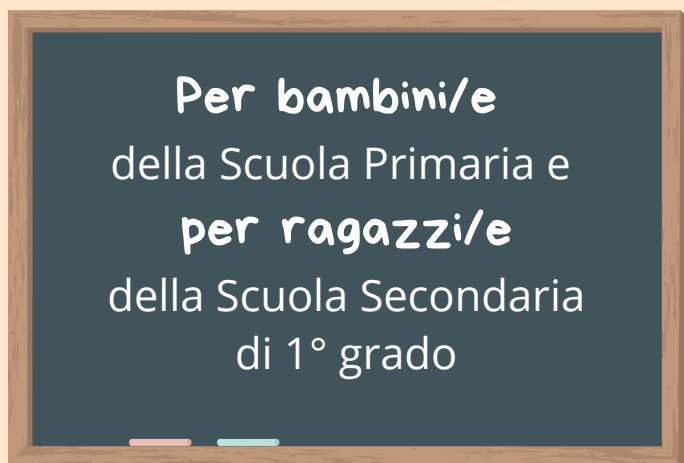 Per bambini/e
della Scuola Primaria e
per ragazzi/e
della Scuola Secondaria
di 1° grado